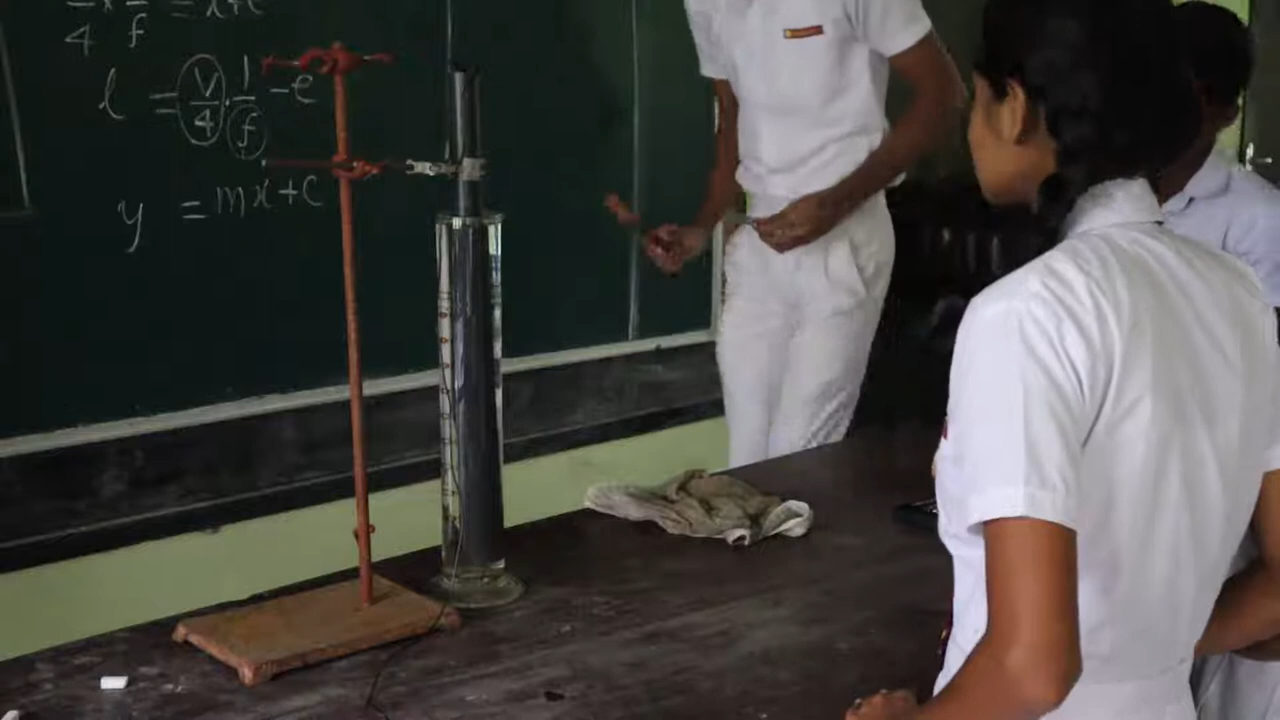 l = v/4 · 1/f - e
y = mx + c